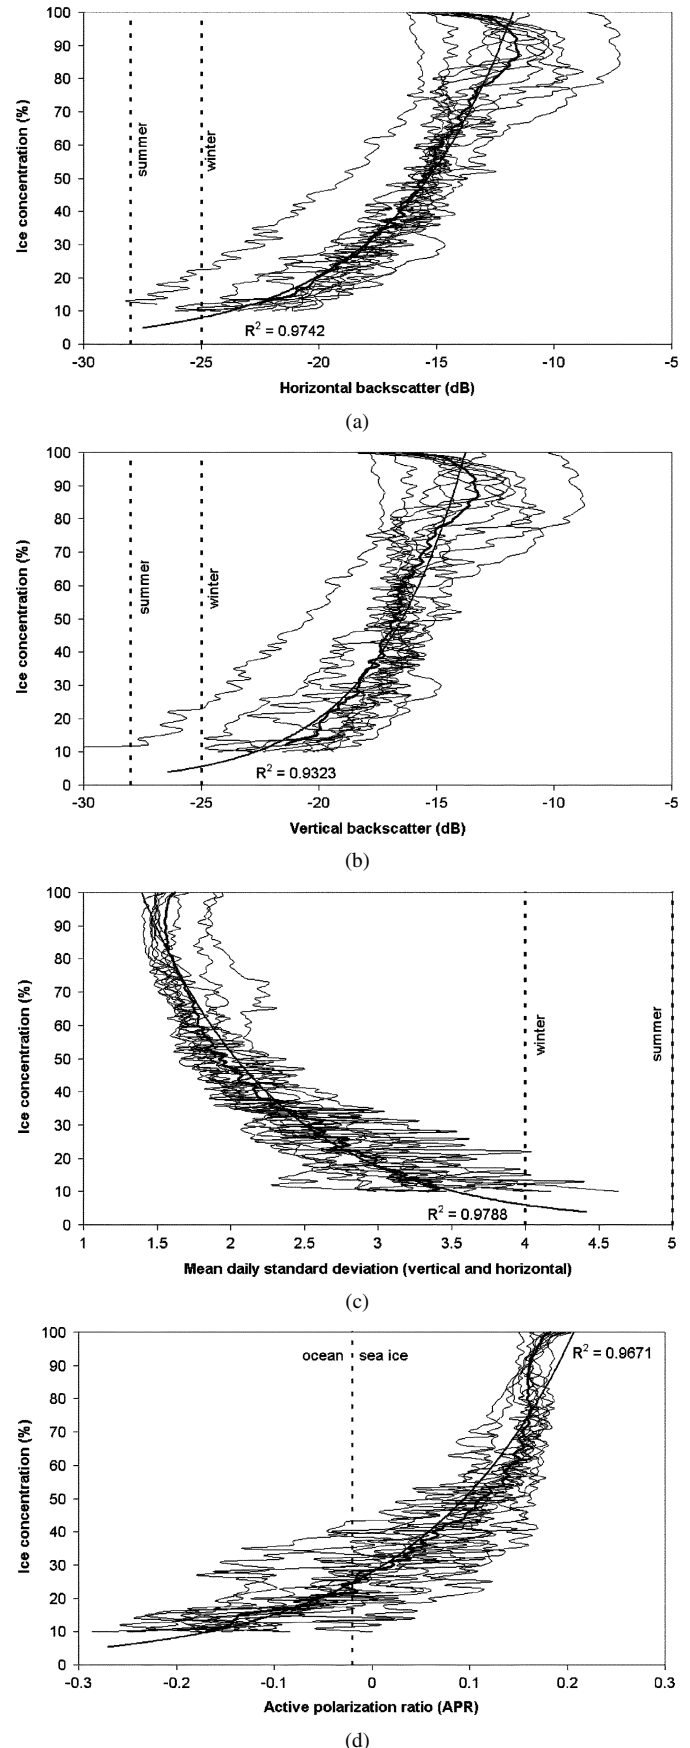 100
90
80
70
60
50
40
30
20
10
0
Ice concentration (%)
summer
winter
R² = 0.9742
-30 -25 -20 -15 -10 -5
Horizontal backscatter (dB)
(a)
100
90
80
70
60
50
40
30
20
10
0
Ice concentration (%)
summer
winter
R² = 0.9323
-30 -25 -20 -15 -10 -5
Vertical backscatter (dB)
(b)
100
90
80
70
60
50
40
30
20
10
0
Ice concentration (%)
winter
summer
R² = 0.9788
1 1.5 2 2.5 3 3.5 4 4.5 5
Mean daily standard deviation (vertical and horizontal)
(c)
100
90
80
70
60
50
40
30
20
10
0
Ice concentration (%)
ocean sea ice
R² = 0.9671
-0.3 -0.2 -0.1 0 0.1 0.2 0.3
Active polarization ratio (APR)
(d)